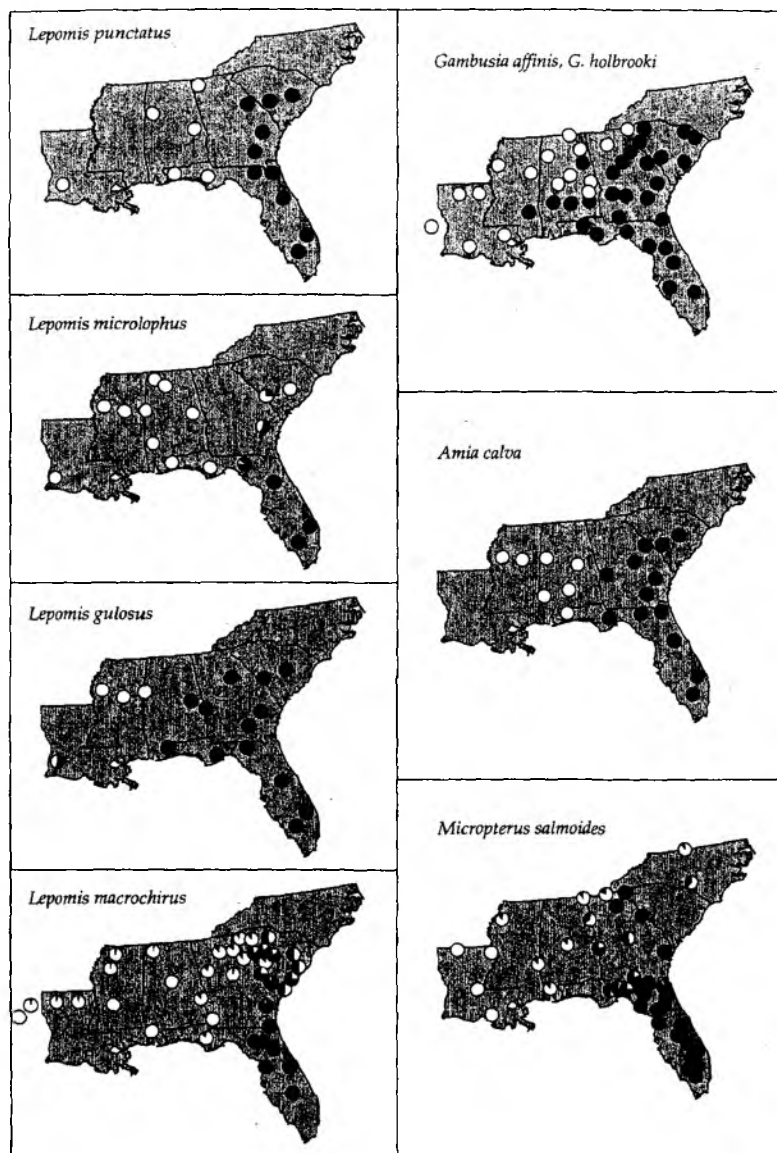 Lepomis punctatus
Lepomis microlophus
Lepomis gulosus
Lepomis macrochirus
Gambusia affinis, G. holbrooki
Amia calva
Micropterus salmoides